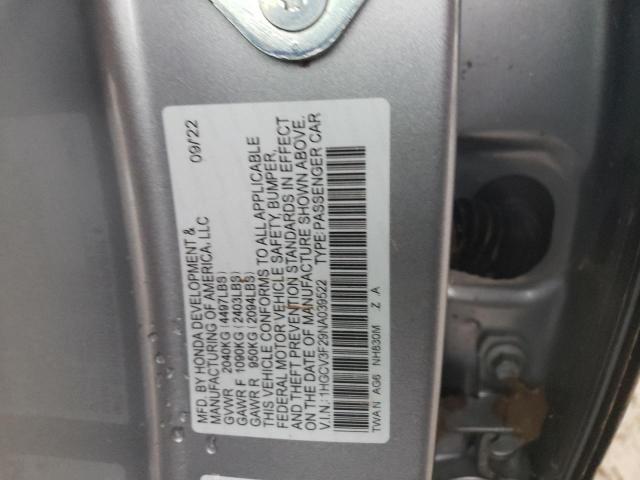 MFD. BY HONDA DEVELOPMENT & 09/22
MANUFACTURING OF AMERICA, LLC
GVWR 2040KG (4497LBS)
GAWR F 1090KG (2403LBS)
GAWR R 950KG (2094LBS)
THIS VEHICLE CONFORMS TO ALL APPLICABLE
FEDERAL MOTOR VEHICLE SAFETY, BUMPER,
AND THEFT PREVENTION STANDARDS IN EFFECT
ON THE DATE OF MANUFACTURE SHOWN ABOVE.
V.I.N.: 1HGCV3F29NA039522 TYPE:PASSENGER CAR
TWAN AG6 NH830M Z A